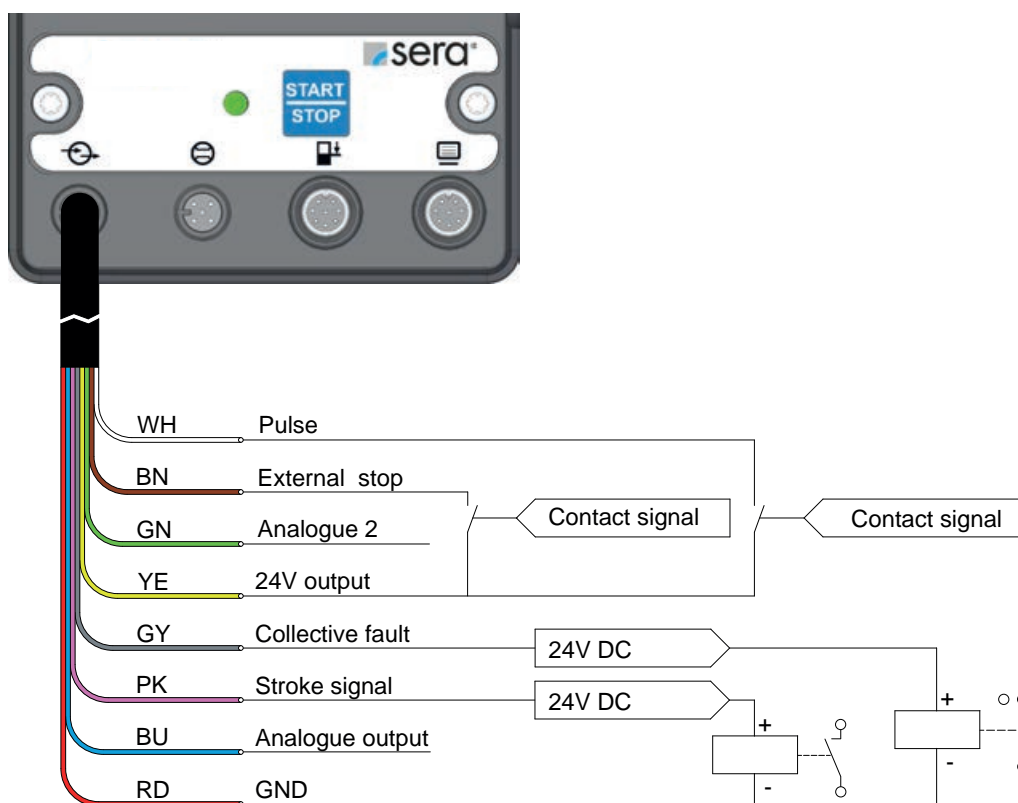 sera®
START
STOP
WH Pulse
BN External stop
Contact signal
Contact signal
GN Analogue 2
YE 24V output
GY Collective fault
24V DC
PK Stroke signal
24V DC
+
+
BU Analogue output
-
-
RD GND